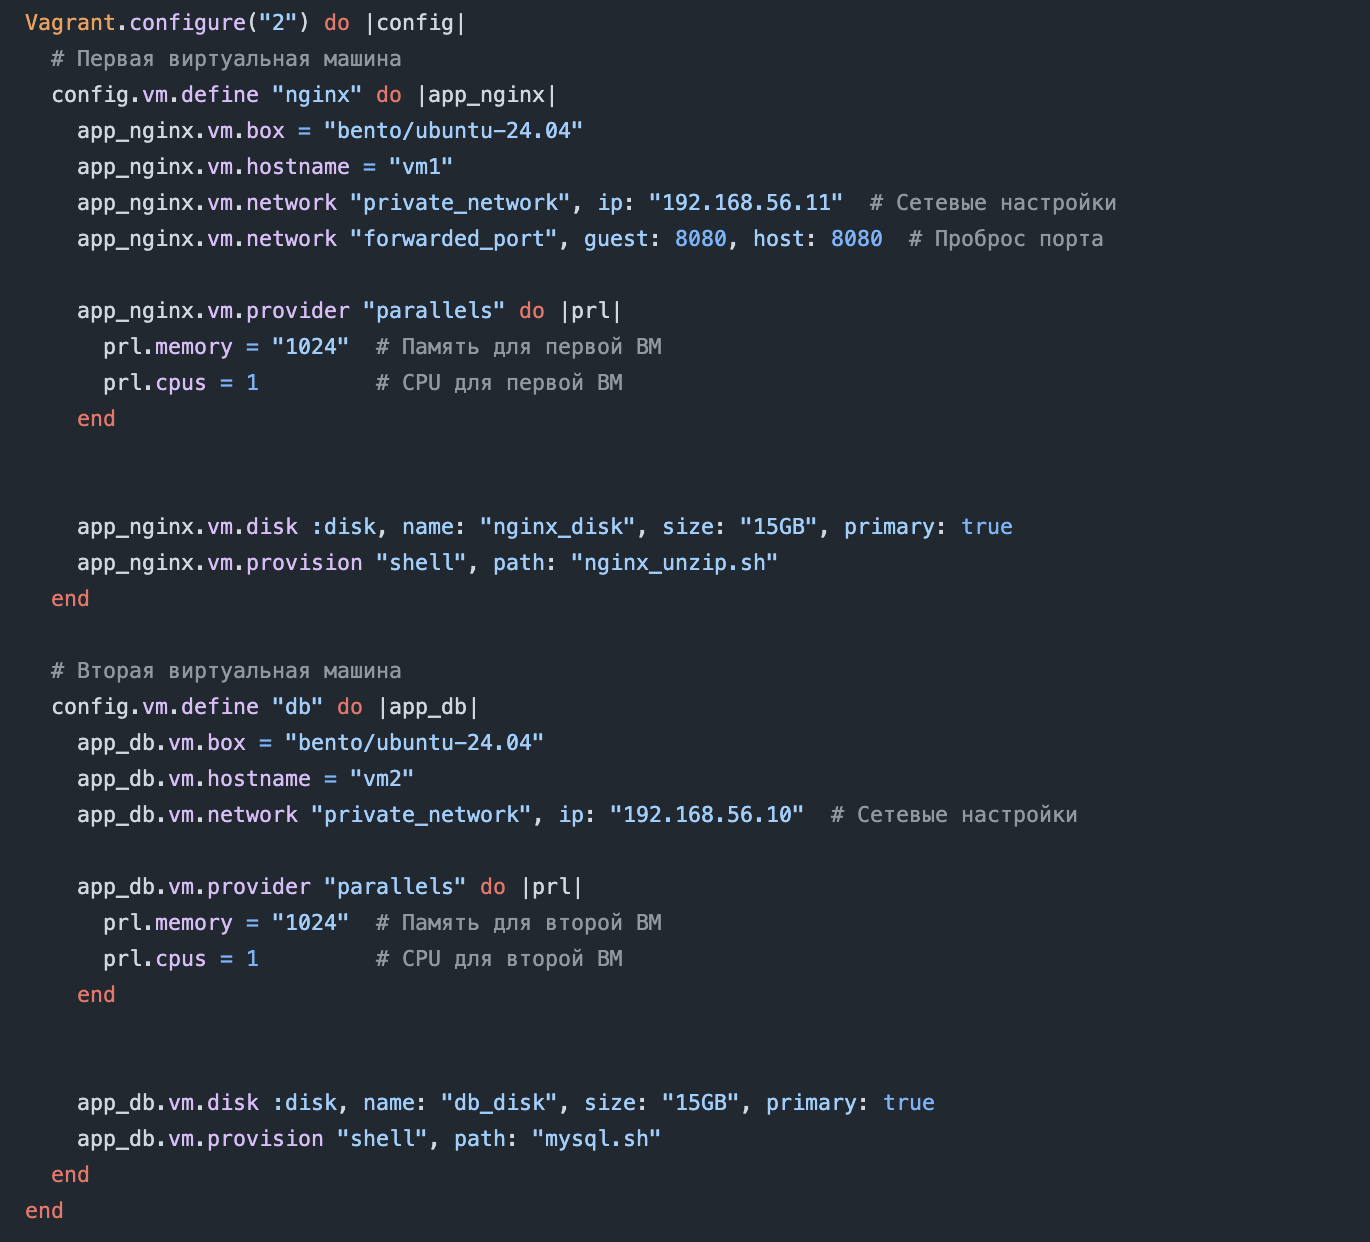 Vagrant.configure("2") do |config|
  # Первая виртуальная машина
  config.vm.define "nginx" do |app_nginx|
    app_nginx.vm.box = "bento/ubuntu-24.04"
    app_nginx.vm.hostname = "vm1"
    app_nginx.vm.network "private_network", ip: "192.168.56.11"  # Сетевые настройки
    app_nginx.vm.network "forwarded_port", guest: 8080, host: 8080  # Проброс порта
    app_nginx.vm.provider "parallels" do |prl|
      prl.memory = "1024"  # Память для первой ВМ
      prl.cpus = 1         # CPU для первой ВМ
    end
    app_nginx.vm.disk :disk, name: "nginx_disk", size: "15GB", primary: true
    app_nginx.vm.provision "shell", path: "nginx_unzip.sh"
  end
  # Вторая виртуальная машина
  config.vm.define "db" do |app_db|
    app_db.vm.box = "bento/ubuntu-24.04"
    app_db.vm.hostname = "vm2"
    app_db.vm.network "private_network", ip: "192.168.56.10"  # Сетевые настройки
    app_db.vm.provider "parallels" do |prl|
      prl.memory = "1024"  # Память для второй ВМ
      prl.cpus = 1         # CPU для второй ВМ
    end
    app_db.vm.disk :disk, name: "db_disk", size: "15GB", primary: true
    app_db.vm.provision "shell", path: "mysql.sh"
  end
end